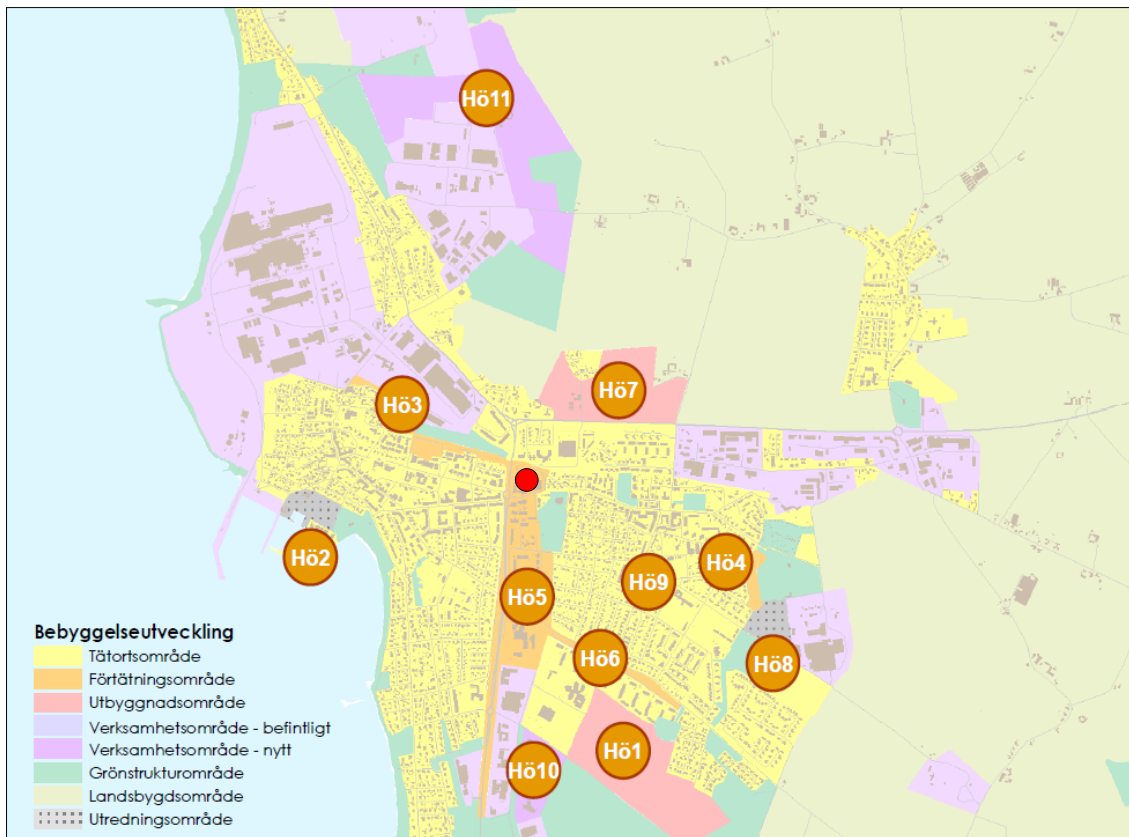 Hö11
Hö7
Hö3
Hö2
Hö4
Hö9
Hö5
Hö6
Hö8
Hö1
Hö10
Bebyggelseutveckling
Tätortsområde
Förtätningsområde
Utbyggnadsområde
Verksamhetsområde - befintligt
Verksamhetsområde - nytt
Grönstrukturområde
Landsbygdsområde
Utredningsområde